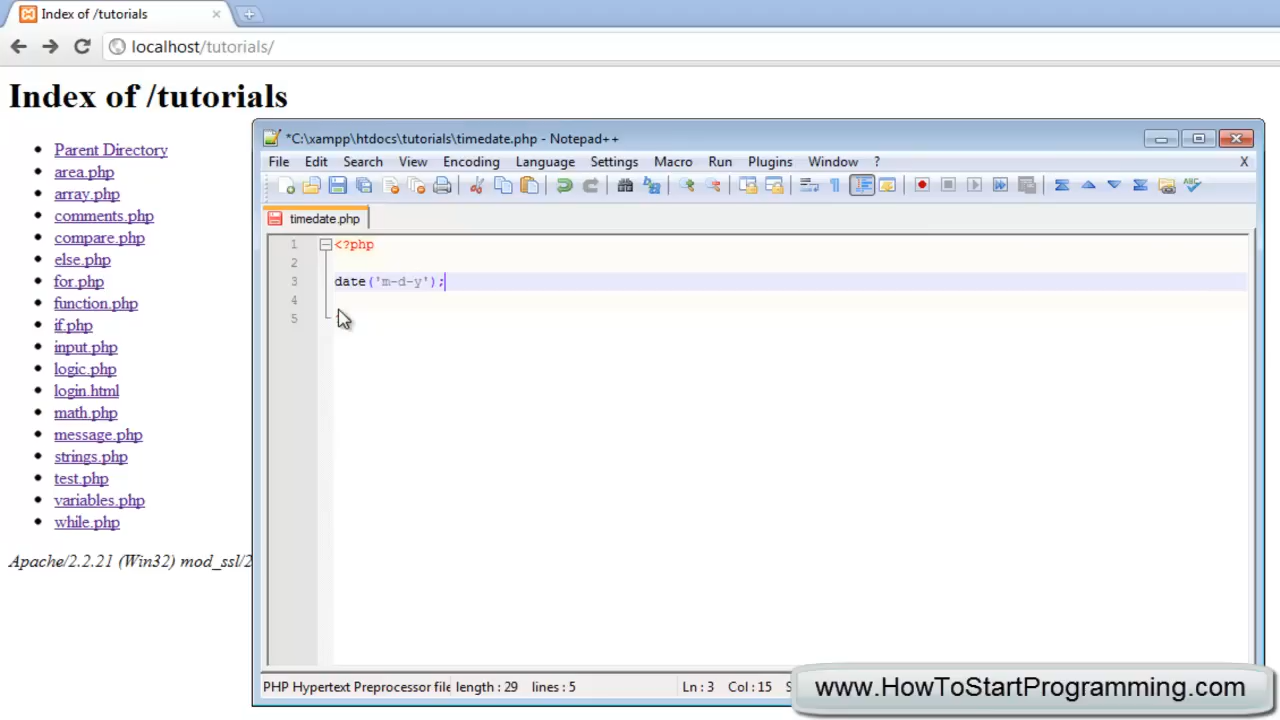 Index of /tutorials
localhost/tutorials/
Index of /tutorials
Parent Directory
area.php
array.php
comments.php
compare.php
else.php
for.php
function.php
if.php
input.php
logic.php
login.html
math.php
message.php
strings.php
test.php
variables.php
while.php
Apache/2.2.21 (Win32) mod_ssl/2
*C:\xampp\htdocs\tutorials\timedate.php - Notepad++
File Edit Search View Encoding Language Settings Macro Run Plugins Window ? X
timedate.php
1 <?php
2
3 date('m-d-y');
4
5
PHP Hypertext Preprocessor file length : 29 lines : 5 Ln : 3 Col : 15 S
www.HowToStartProgramming.com